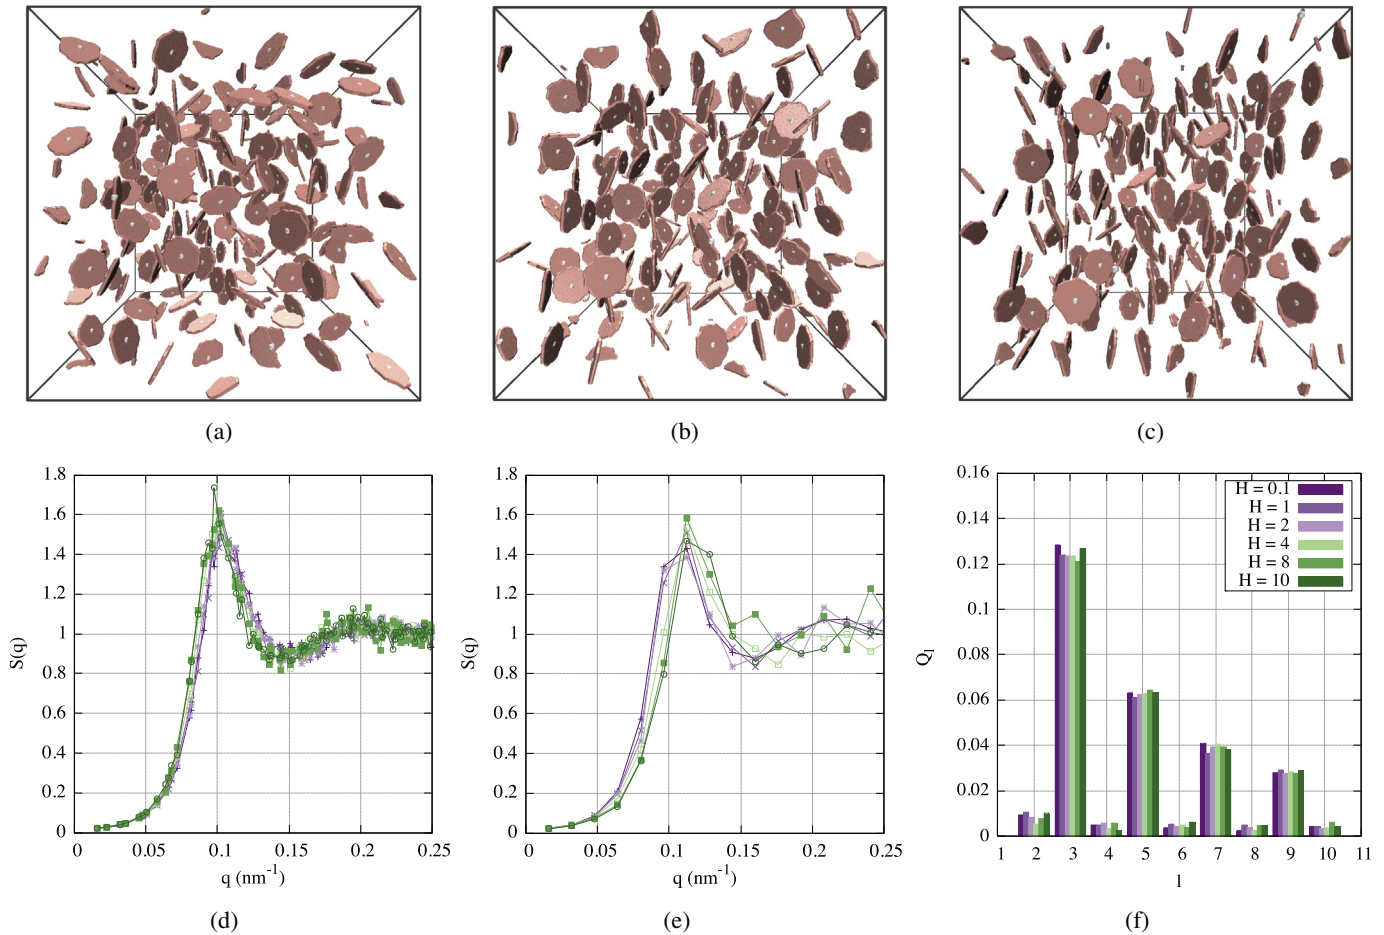 (a)
(b)
(c)
1.8
1.6
1.4
1.2
1
0.8
0.6
0.4
0.2
0
S(q)
0
0.05
0.1
0.15
0.2
0.25
q (nm⁻¹)
(d)
1.8
1.6
1.4
1.2
1
0.8
0.6
0.4
0.2
0
S(q)
0
0.05
0.1
0.15
0.2
0.25
q (nm⁻¹)
(e)
0.16
0.14
0.12
0.1
0.08
0.06
0.04
0.02
0
Q_l
H = 0.1
H = 1
H = 2
H = 4
H = 8
H = 10
1
2
3
4
5
6
7
8
9
10
11
l
(f)